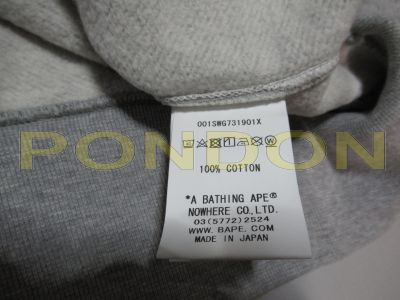 001SWG731901X
100% COTTON
PONDON
*A BATHING APE®
NOWHERE CO., LTD.
03(5772)2524
WWW.BAPE.COM
MADE IN JAPAN